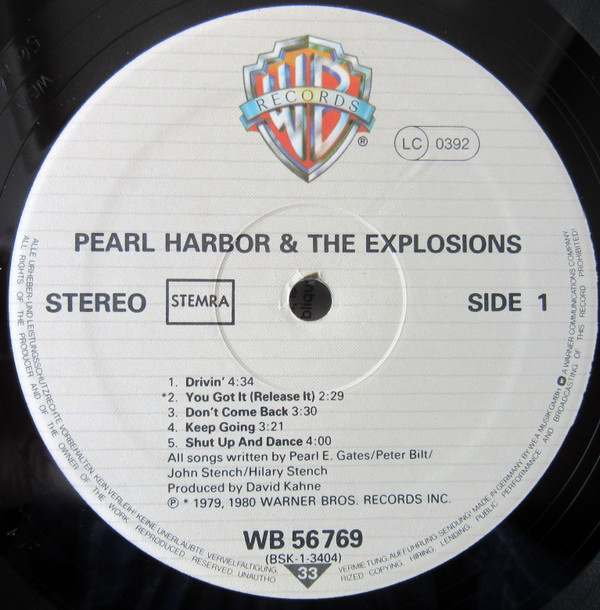 WB
RECORDS
®
LC 0392
PEARL HARBOR & THE EXPLOSIONS
STEREO STEMRA SIDE 1
1. Drivin' 4:34
*2. You Got It (Release It) 2:29
3. Don't Come Back 3:30
4. Keep Going 3:21
5. Shut Up And Dance 4:00
All songs written by Pearl E. Gates/Peter Bilt/
John Stench/Hilary Stench
Produced by David Kahne
℗ * 1979, 1980 WARNER BROS. RECORDS INC.
WB 56 769
(BSK-1-3404)
33
ALLE URHEBER- UND LEISTUNGSSCHUTZRECHTE VORBEHALTEN. KEIN VERLEIH! KEINE UNERLAUBTE VERVIELFÄLTIGUNG, VERMIETUNG, AUFFÜHRUNG, SENDUNG! MADE IN GERMANY BY WEA MUSIK GMBH A WARNER COMMUNICATIONS COMPANY
ALL RIGHTS OF THE PRODUCER AND OF THE OWNER OF THE WORK REPRODUCED RESERVED. UNAUTHORIZED COPYING, HIRING, LENDING, PUBLIC PERFORMANCE AND BROADCASTING OF THIS RECORD PROHIBITED!